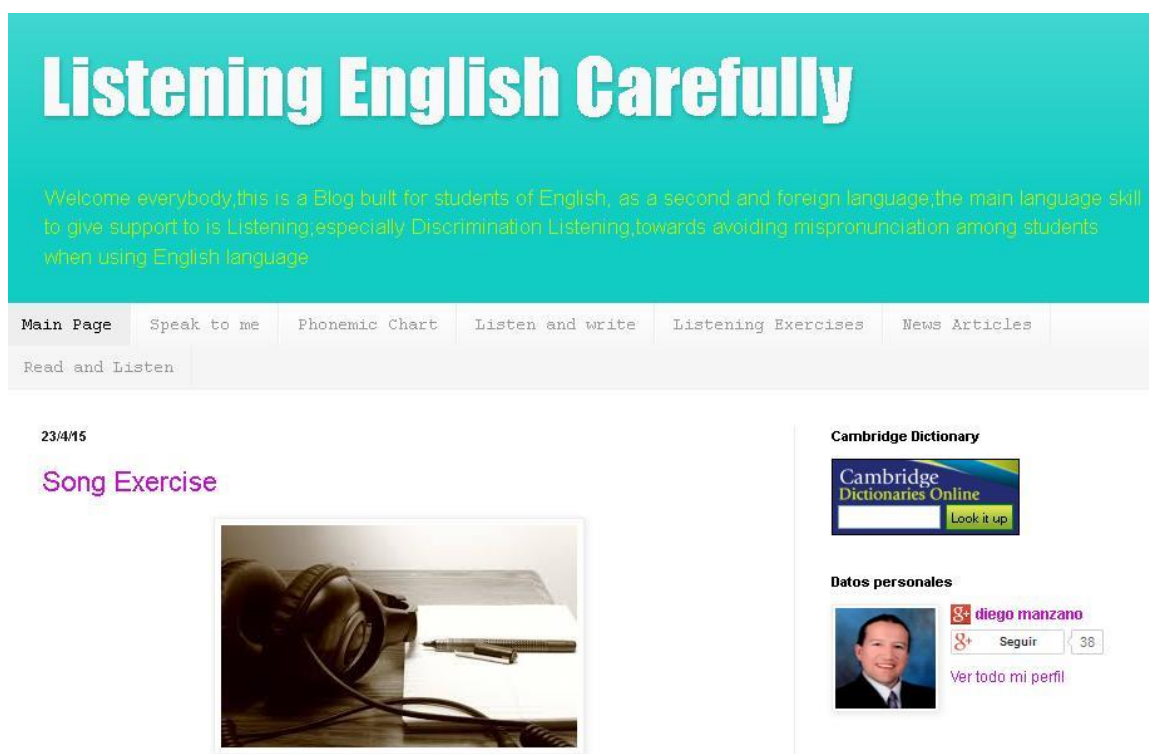 Listening English Carefully
Welcome everybody,this is a Blog built for students of English, as a second and foreign language;the main language skill
to give support to is Listening;especially Discrimination Listening,towards avoiding mispronunciation among students
when using English language
Main Page
Speak to me
Phonemic Chart
Listen and write
Listening Exercises
News Articles
Read and Listen
23/4/15
Song Exercise
Cambridge Dictionary
Cambridge
Dictionaries Online
Look it up
Datos personales
g+ diego manzano
g+ Seguir 38
Ver todo mi perfil